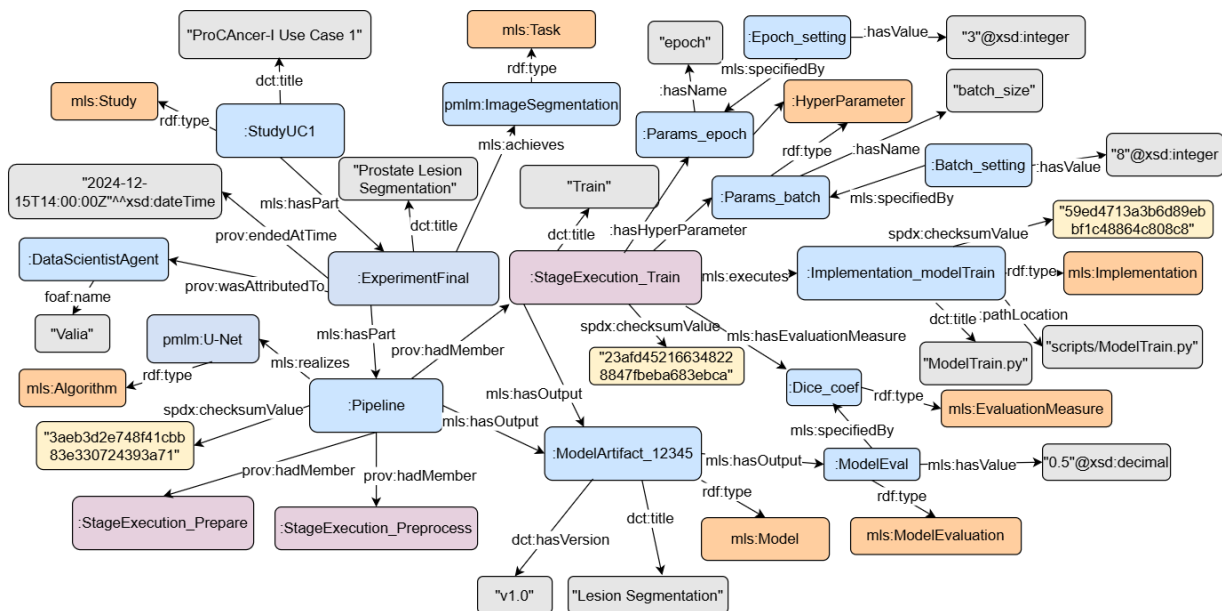 "ProCAncer-I Use Case 1"
mls:Task
"epoch"
:Epoch_setting
:hasValue
"3"@xsd:integer
dct:title
rdf:type
:hasName
mls:specifiedBy
mls:Study
rdf:type
:StudyUC1
pmlm:ImageSegmentation
:Params_epoch
:HyperParameter
"batch_size"
mls:achieves
rdf:type
:hasName
"2024-12-
15T14:00:00Z"^^xsd:dateTime
mls:hasPart
"Prostate Lesion
Segmentation"
"Train"
:Params_batch
:Batch_setting
:hasValue
"8"@xsd:integer
mls:specifiedBy
prov:endedAtTime
dct:title
dct:title
:hasHyperParameter
spdx:checksumValue
"59ed4713a3b6d89eb
bf1c48864c808c8"
:DataScientistAgent
prov:wasAttributedTo
:ExperimentFinal
:StageExecution_Train
mls:executes
:Implementation_modelTrain
rdf:type
mls:Implementation
foaf:name
"Valia"
pmlm:U-Net
mls:hasPart
mls:realizes
prov:hadMember
spdx:checksumValue
mls:hasEvaluationMeasure
dct:title
:pathLocation
"23afd45216634822
8847fbeba683ebca"
"ModelTrain.py"
"scripts/ModelTrain.py"
mls:Algorithm
rdf:type
:Pipeline
mls:hasOutput
:Dice_coef
rdf:type
mls:EvaluationMeasure
spdx:checksumValue
mls:hasOutput
mls:specifiedBy
"3aeb3d2e748f41cbb
83e330724393a71"
:ModelArtifact_12345
mls:hasOutput
:ModelEval
mls:hasValue
"0.5"@xsd:decimal
prov:hadMember
prov:hadMember
rdf:type
rdf:type
:StageExecution_Prepare
:StageExecution_Preprocess
dct:hasVersion
dct:title
mls:Model
mls:ModelEvaluation
"v1.0"
"Lesion Segmentation"